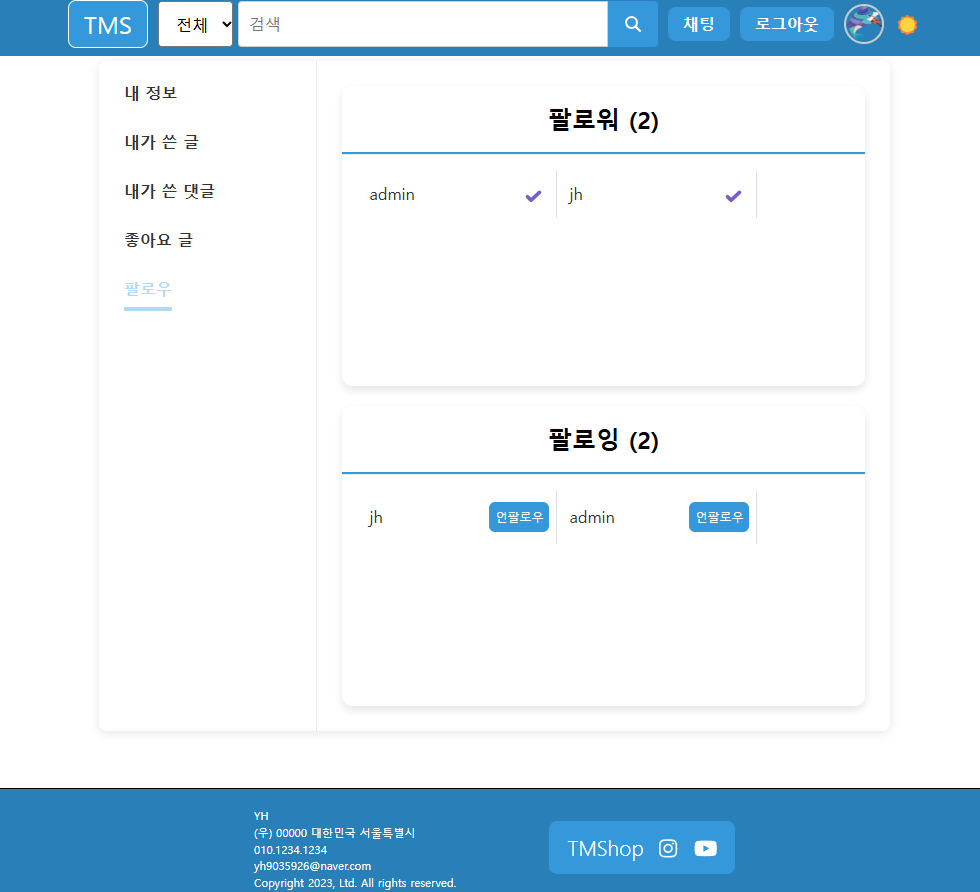 TMS 전체 검색 채팅 로그아웃
내 정보
내가 쓴 글
내가 쓴 댓글
좋아요 글
팔로우
팔로워 (2)
admin jh
팔로잉 (2)
jh 언팔로우 admin 언팔로우
YH
(우) 00000 대한민국 서울특별시
010.1234.1234
yh9035926@naver.com
Copyright 2023, Ltd. All rights reserved.
TMShop